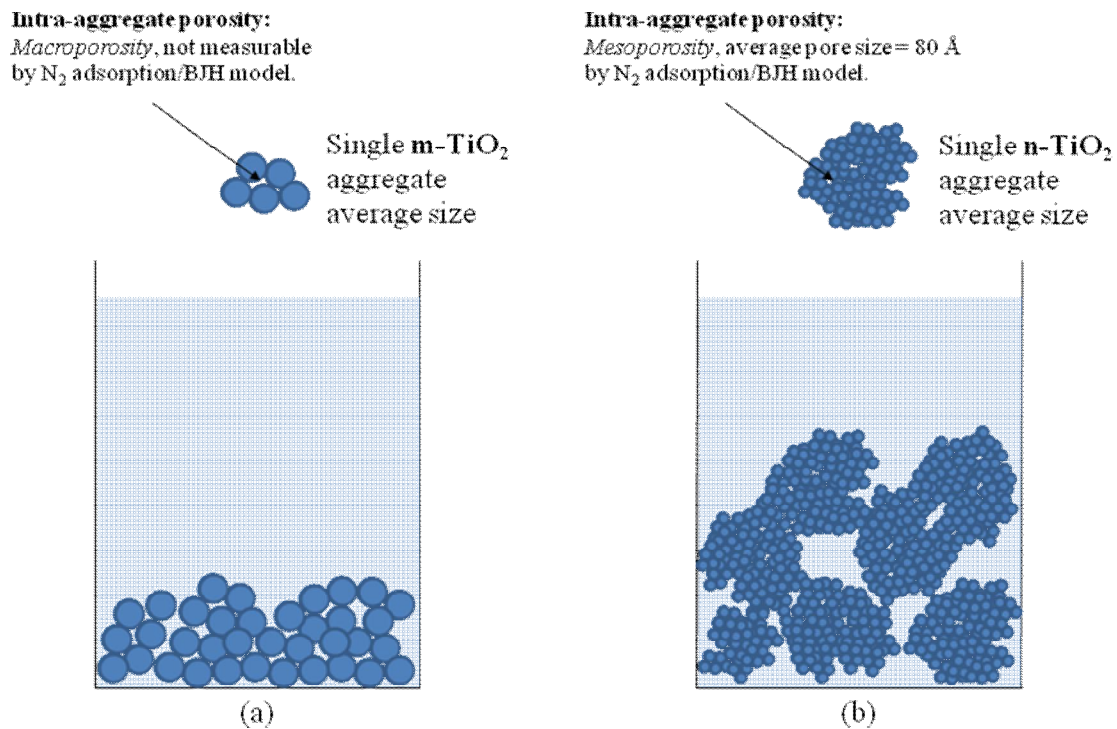 Intra-aggregate porosity:
Macroporosity, not measurable
by N₂ adsorption/BJH model.
Single m-TiO₂
aggregate
average size
(a)
Intra-aggregate porosity:
Mesoporosity, average pore size = 80 Å
by N₂ adsorption/BJH model.
Single n-TiO₂
aggregate
average size
(b)